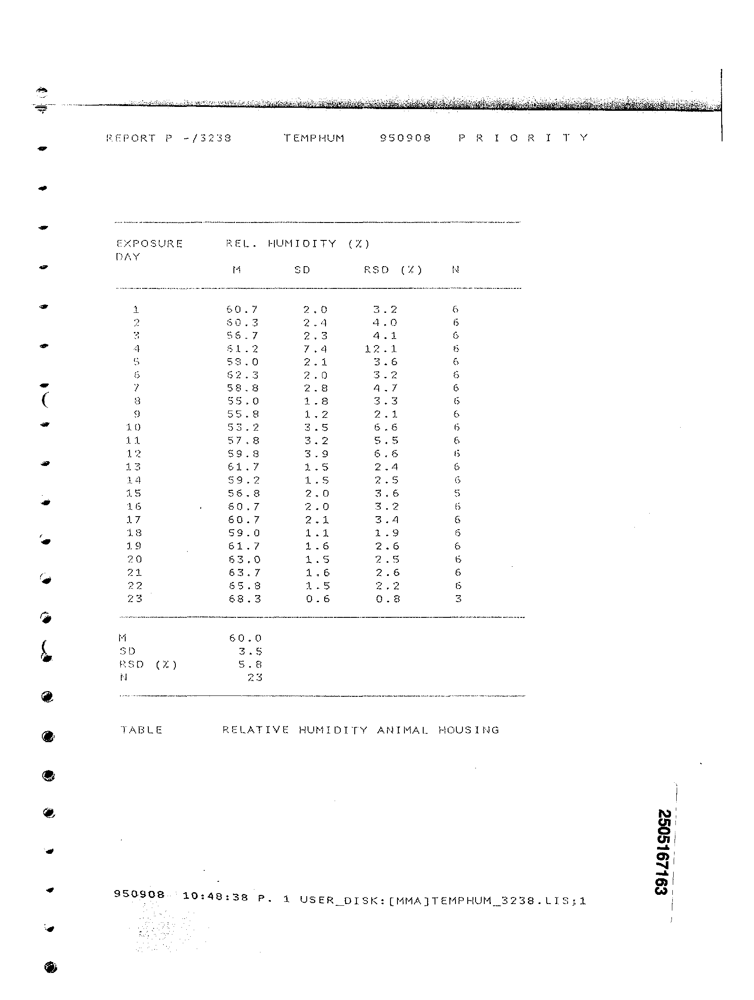 REPORT P -/3238 TEMPHUM 950908 P R I O R I T Y
EXPOSURE REL. HUMIDITY (%)
DAY
M SD RSD (%) N
1 60.7 2.0 3.2 6
2 60.3 2.4 4.0 6
3 56.7 2.3 4.1 6
4 61.2 7.4 12.1 6
5 58.0 2.1 3.6 6
6 62.3 2.0 3.2 6
7 58.8 2.8 4.7 6
8 55.0 1.8 3.3 6
9 55.8 1.2 2.1 6
10 53.2 3.5 6.6 6
11 57.8 3.2 5.5 6
12 59.8 3.9 6.6 6
13 61.7 1.5 2.4 6
14 59.2 1.5 2.5 6
15 56.8 2.0 3.6 5
16 60.7 2.0 3.2 6
17 60.7 2.1 3.4 6
18 59.0 1.1 1.9 6
19 61.7 1.6 2.6 6
20 63.0 1.5 2.5 6
21 63.7 1.6 2.6 6
22 65.8 1.5 2.2 6
23 68.3 0.6 0.8 3
M 60.0
SD 3.5
RSD (%) 5.8
N 23
TABLE RELATIVE HUMIDITY ANIMAL HOUSING
2505167163
950908 10:48:38 P. 1 USER_DISK:[MMA]TEMPHUM_3238.LIS;1